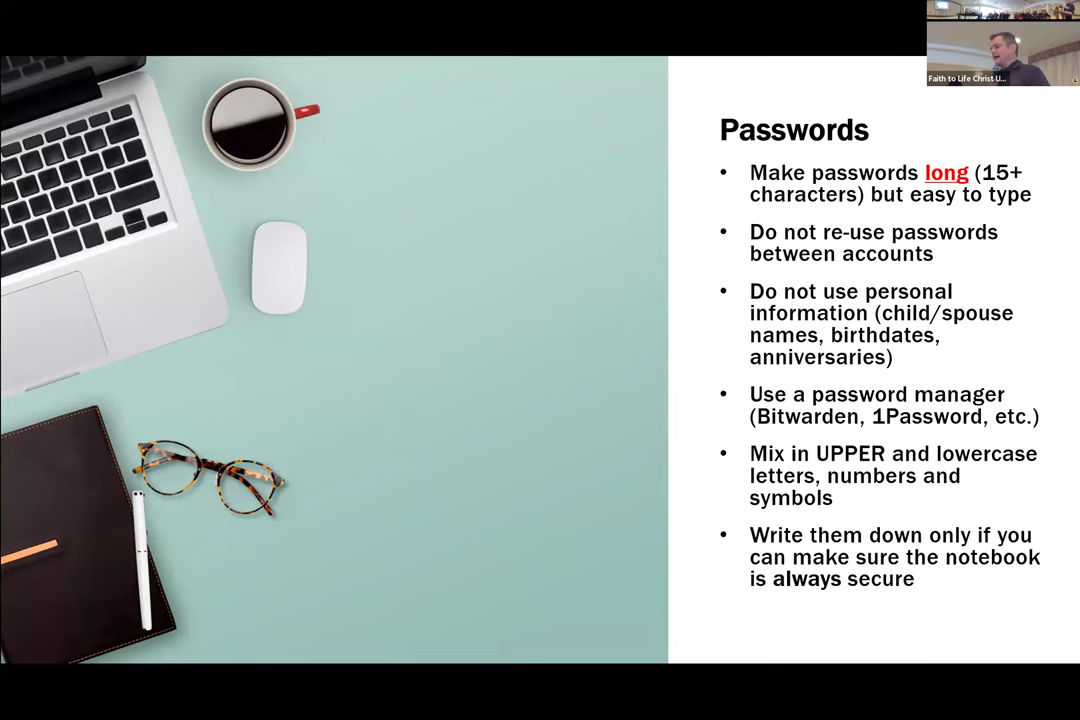 Faith to Life Christ U...
Passwords
• Make passwords long (15+
characters) but easy to type
• Do not re-use passwords
between accounts
• Do not use personal
information (child/spouse
names, birthdates,
anniversaries)
• Use a password manager
(Bitwarden, 1Password, etc.)
• Mix in UPPER and lowercase
letters, numbers and
symbols
• Write them down only if you
can make sure the notebook
is always secure